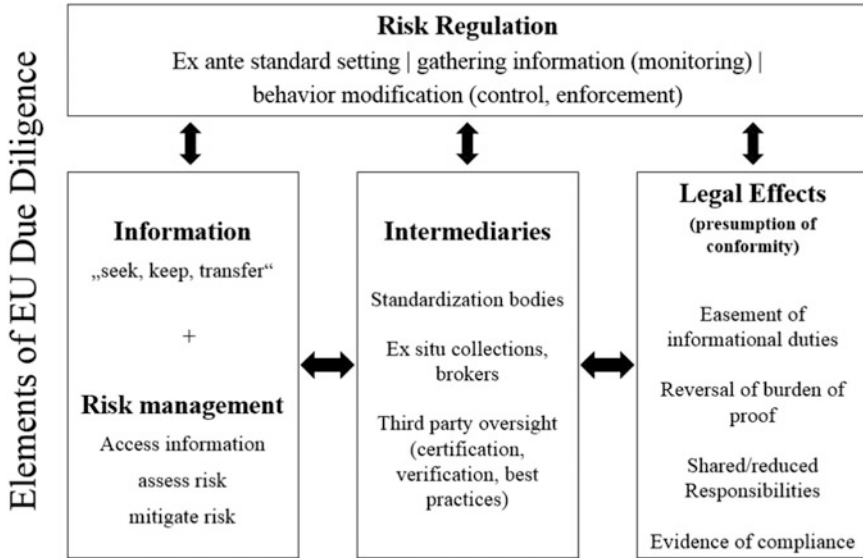 Elements of EU Due Diligence
Risk Regulation
Ex ante standard setting | gathering information (monitoring) |
behavior modification (control, enforcement)
Information
„seek, keep, transfer“
+
Risk management
Access information
assess risk
mitigate risk
Intermediaries
Standardization bodies
Ex situ collections,
brokers
Third party oversight
(certification,
verification, best
practices)
Legal Effects
(presumption of
conformity)
Easement of
informational duties
Reversal of burden of
proof
Shared/reduced
Responsibilities
Evidence of compliance